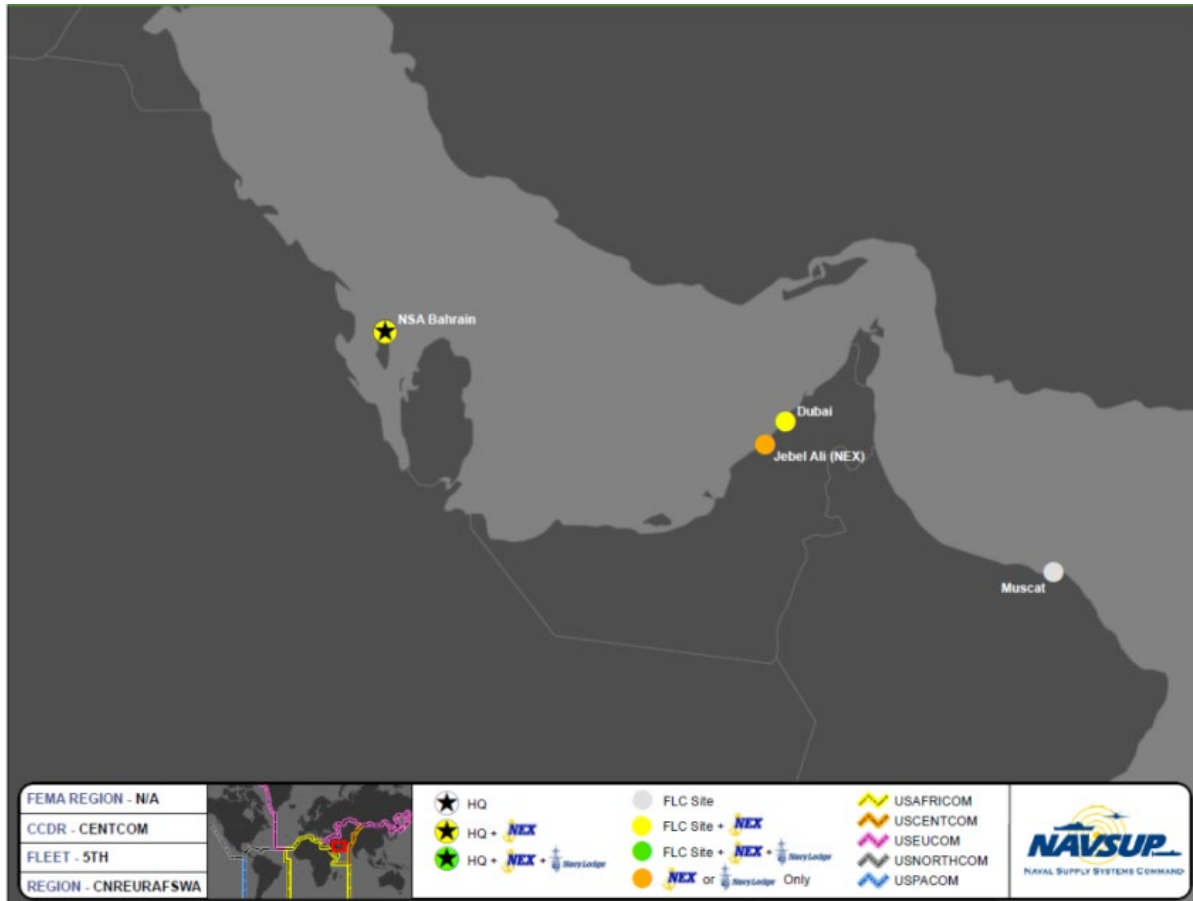 NSA Bahrain
Dubai
Jebel Ali (NEX)
Muscat
FEMA REGION - N/A
CCDR - CENTCOM
FLEET - 5TH
REGION - CNREURAFSWA
HQ
HQ + NEX
HQ + NEX + Navy Lodge
FLC Site
FLC Site + NEX
FLC Site + NEX + Navy Lodge
NEX or Navy Lodge Only
USAFRICOM
USCENTCOM
USEUCOM
USNORTHCOM
USPACOM
NAVSUP
NAVAL SUPPLY SYSTEMS COMMAND